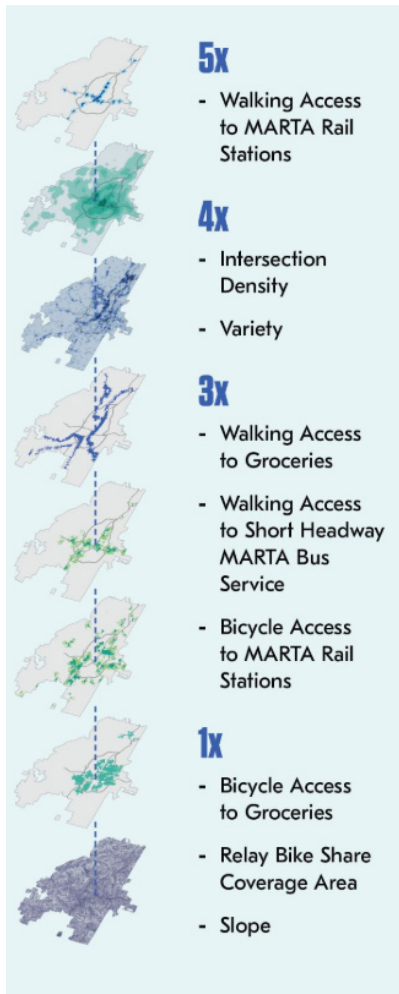 5x
- Walking Access
to MARTA Rail
Stations
4x
- Intersection
Density
- Variety
3x
- Walking Access
to Groceries
- Walking Access
to Short Headway
MARTA Bus
Service
- Bicycle Access
to MARTA Rail
Stations
1x
- Bicycle Access
to Groceries
- Relay Bike Share
Coverage Area
- Slope